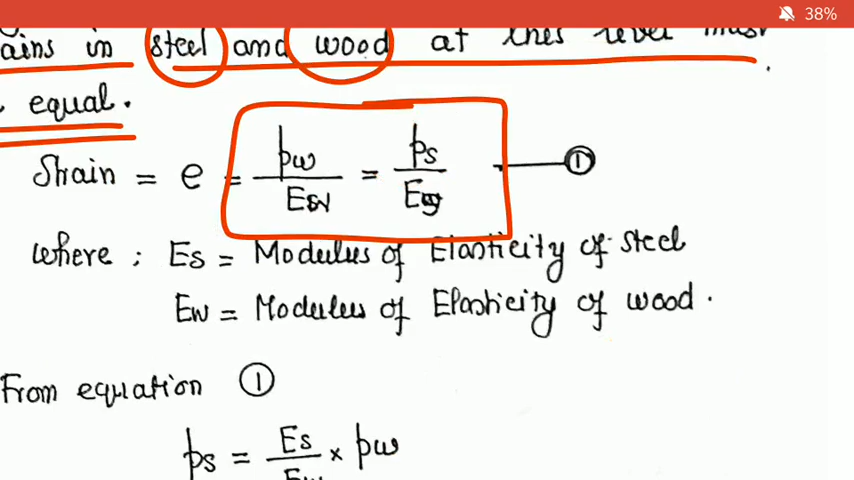 38%
ains in steel and wood at this level must
equal.
Strain = e = pw/Ew = ps/Es ①
where ; Es = Modulus of Elasticity of steel
Ew = Modulus of Elasticity of wood.
From equation ①
ps = Es/Ew × pw